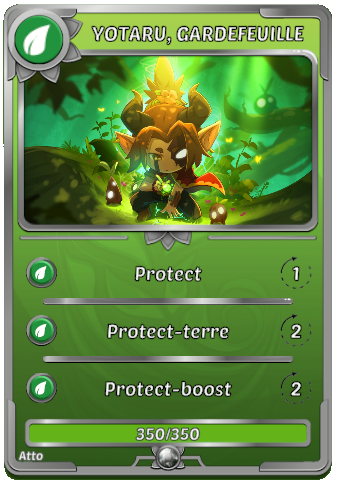 YOTARU, GARDEFEUILLE
Protect 1
Protect-terre 2
Protect-boost 2
350/350
Atto